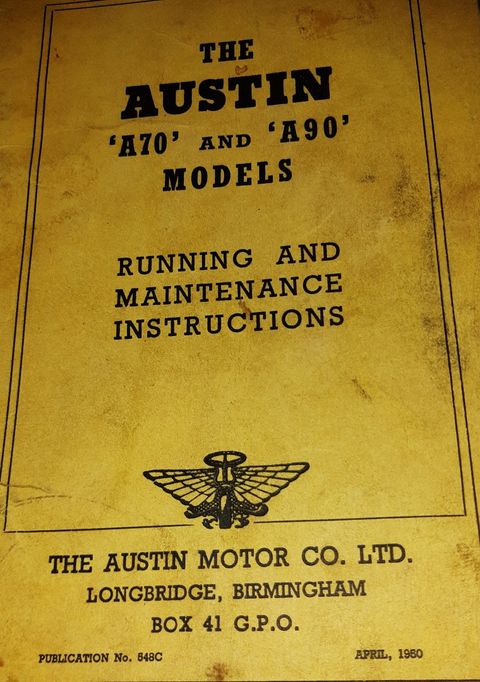 THE
AUSTIN
'A70' AND 'A90'
MODELS
RUNNING AND
MAINTENANCE
INSTRUCTIONS
THE AUSTIN MOTOR CO. LTD.
LONGBRIDGE, BIRMINGHAM
BOX 41 G.P.O.
PUBLICATION No. 548C
APRIL, 1950